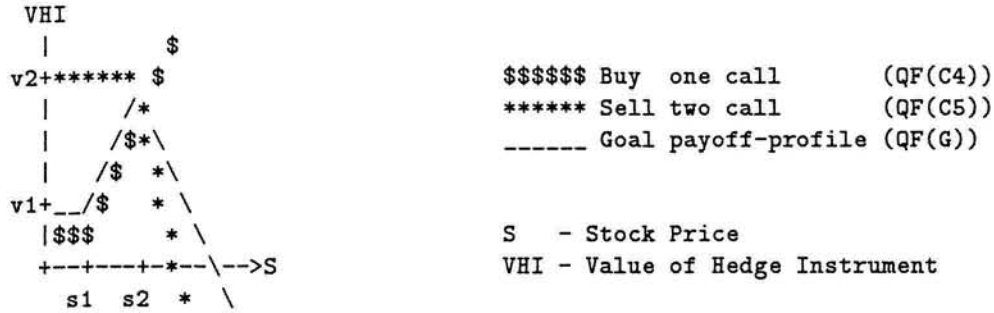 VHI
  |          $
v2+****** $          $$$$$$ Buy  one call     (QF(C4))
  |      /*          ****** Sell two call     (QF(C5))
  |     /$*\         ______ Goal payoff-profile (QF(G))
  |    /$  *\
v1+__/$   *  \
  |$$$     *  \      S   - Stock Price
  +--+---+-*--\-->S  VHI - Value of Hedge Instrument
    s1  s2  *   \